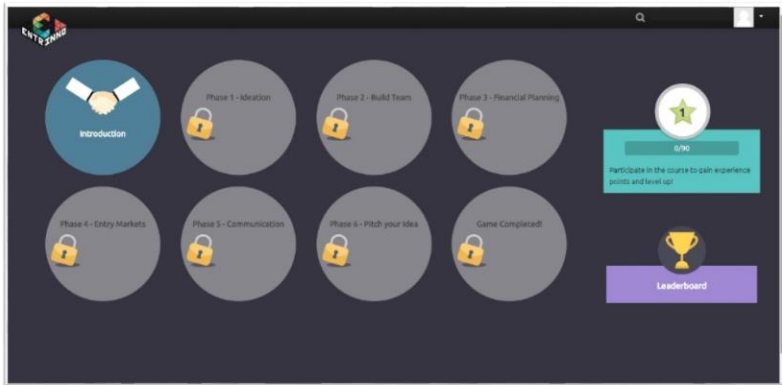 ENTRINNO
Introduction
Phase 1 - Ideation
Phase 2 - Build Team
Phase 3 - Financial Planning
1
0/90
Participate in the course to pain experience
points and level up!
Phase 4 - Entry Markets
Phase 5 - Communication
Phase 6 - Pitch your Idea
Game Completed!
Leaderboard